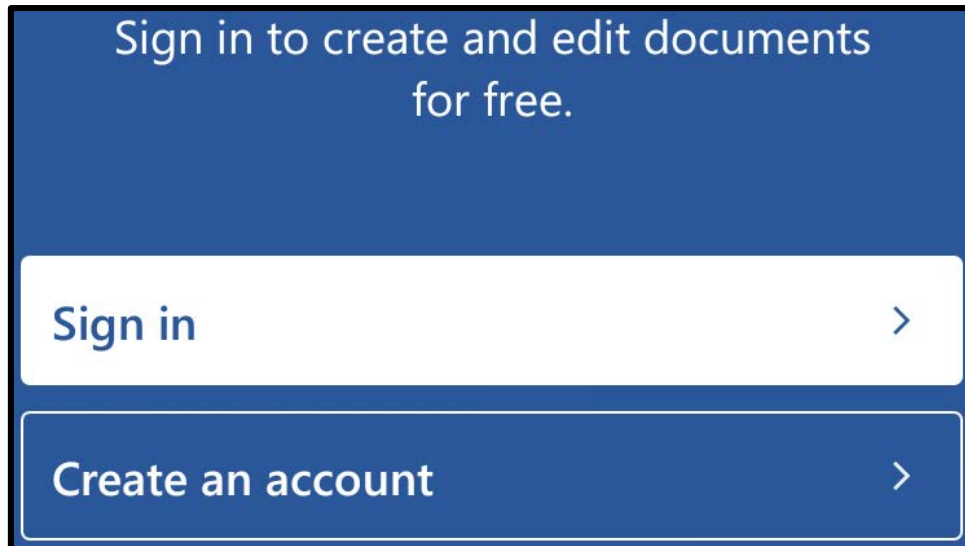 Sign in to create and edit documents
for free.
Sign in
Create an account